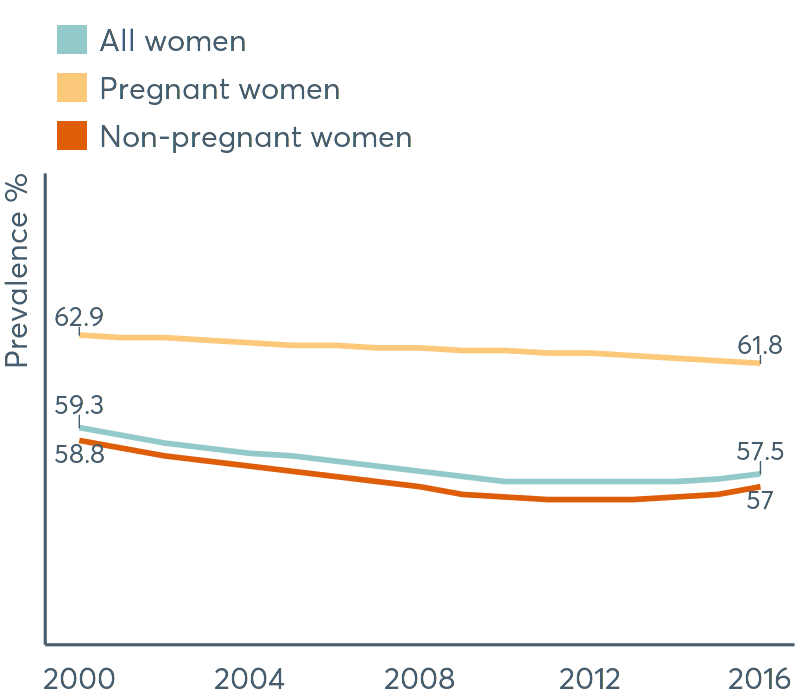 All women
Pregnant women
Non-pregnant women
Prevalence %
62.9
61.8
59.3
58.8
57.5
57
2000 2004 2008 2012 2016